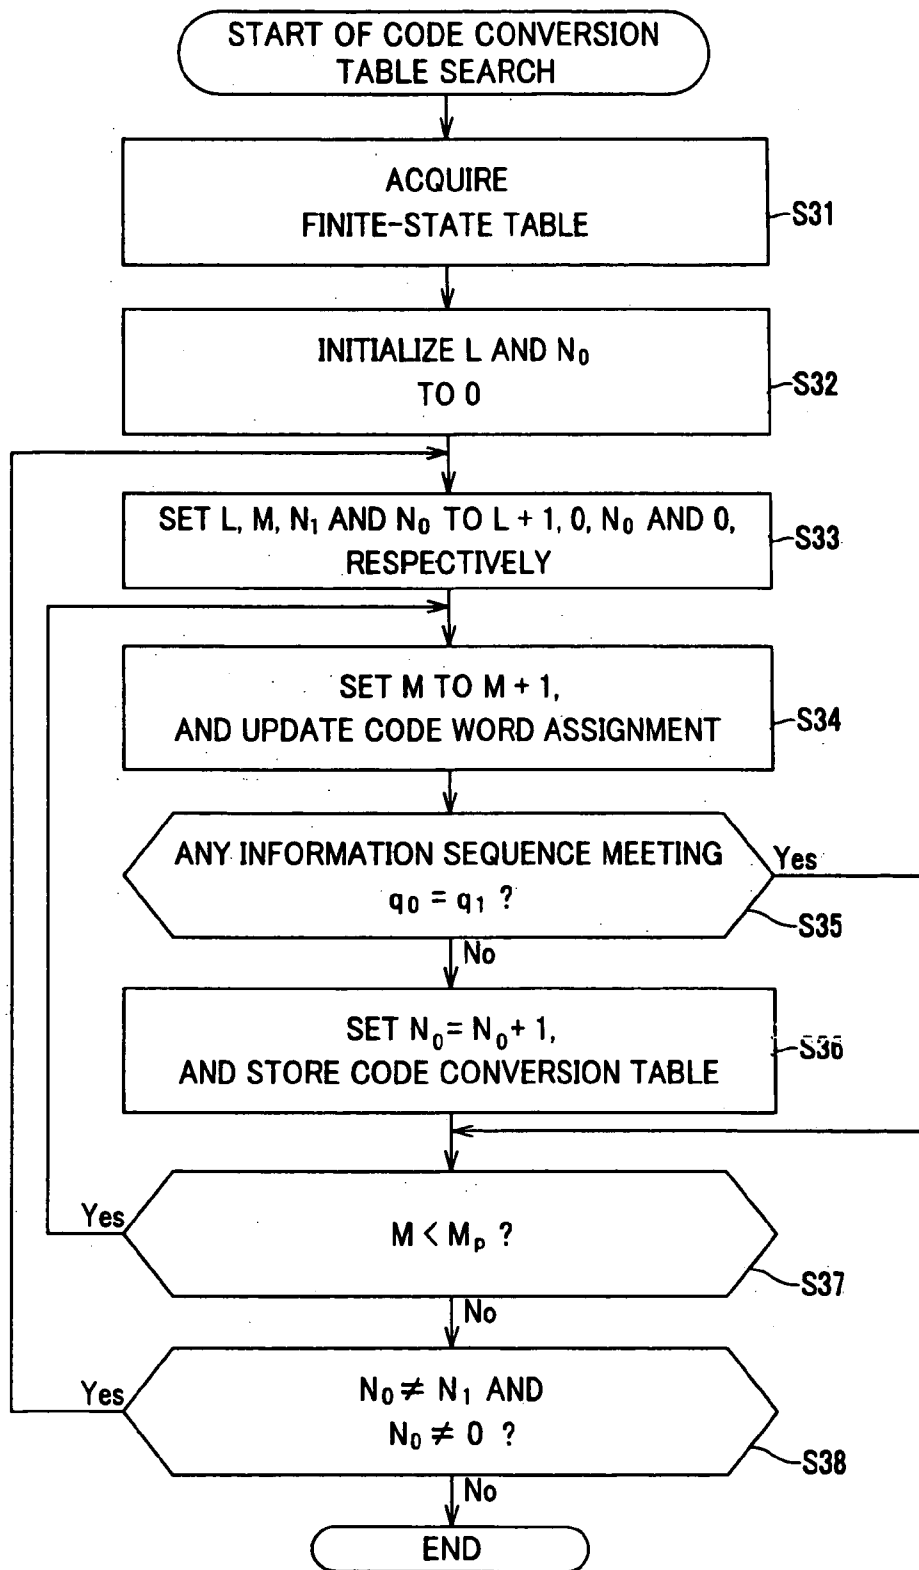 START OF CODE CONVERSION
TABLE SEARCH
ACQUIRE
FINITE-STATE TABLE
S31
INITIALIZE L AND N₀
TO 0
S32
SET L, M, N₁ AND N₀ TO L + 1, 0, N₀ AND 0,
RESPECTIVELY
S33
SET M TO M + 1,
AND UPDATE CODE WORD ASSIGNMENT
S34
ANY INFORMATION SEQUENCE MEETING
q₀ = q₁ ?
Yes
S35
No
SET N₀ = N₀ + 1,
AND STORE CODE CONVERSION TABLE
S36
Yes
M < Mₚ ?
S37
No
Yes
N₀ ≠ N₁ AND
N₀ ≠ 0 ?
S38
No
END